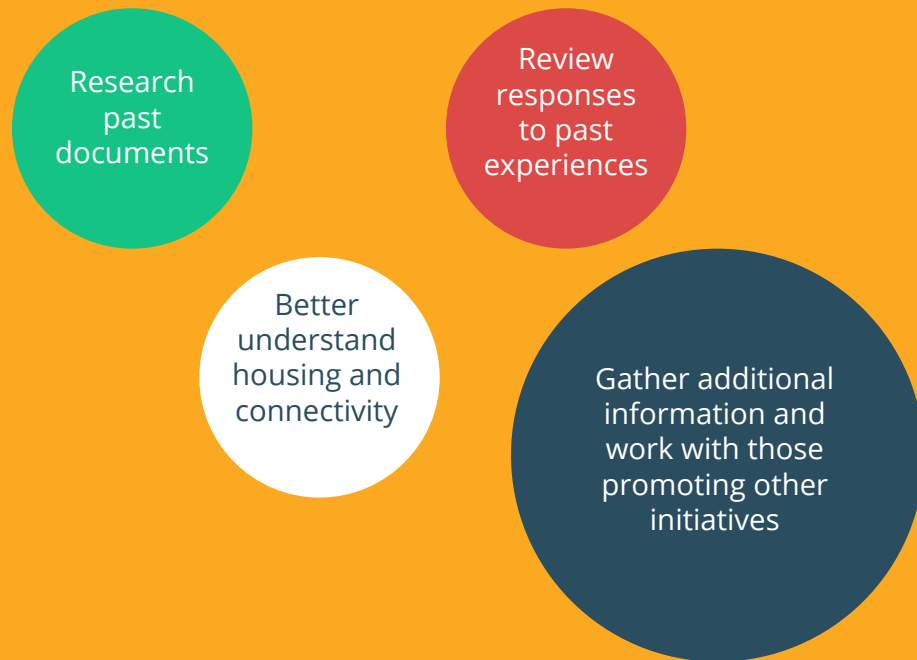 Research
past
documents
Review
responses
to past
experiences
Better
understand
housing and
connectivity
Gather additional
information and
work with those
promoting other
initiatives